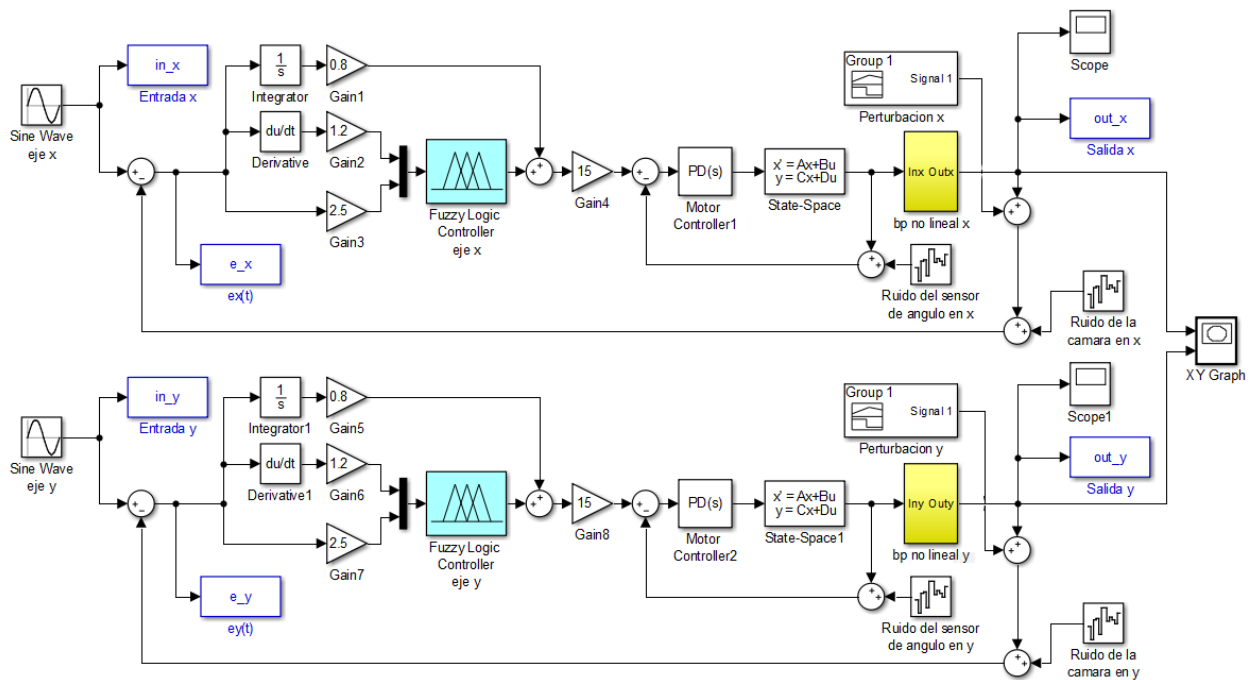 in_x
Entrada x
Sine Wave
eje x
1
s
Integrator
0.8
Gain1
du/dt
Derivative
1.2
Gain2
2.5
Gain3
Fuzzy Logic
Controller
eje x
15
Gain4
PD(s)
Motor
Controller1
x' = Ax+Bu
y = Cx+Du
State-Space
Group 1
Signal 1
Perturbacion x
Inx Outx
bp no lineal x
Scope
out_x
Salida x
e_x
ex(t)
Ruido del sensor
de angulo en x
Ruido de la
camara en x
XY Graph
in_y
Entrada y
Sine Wave
eje y
1
s
Integrator1
0.8
Gain5
du/dt
Derivative1
1.2
Gain6
2.5
Gain7
Fuzzy Logic
Controller
eje y
15
Gain8
PD(s)
Motor
Controller2
x' = Ax+Bu
y = Cx+Du
State-Space1
Group 1
Signal 1
Perturbacion y
Iny Outy
bp no lineal y
Scope1
out_y
Salida y
e_y
ey(t)
Ruido del sensor
de angulo en y
Ruido de la
camara en y